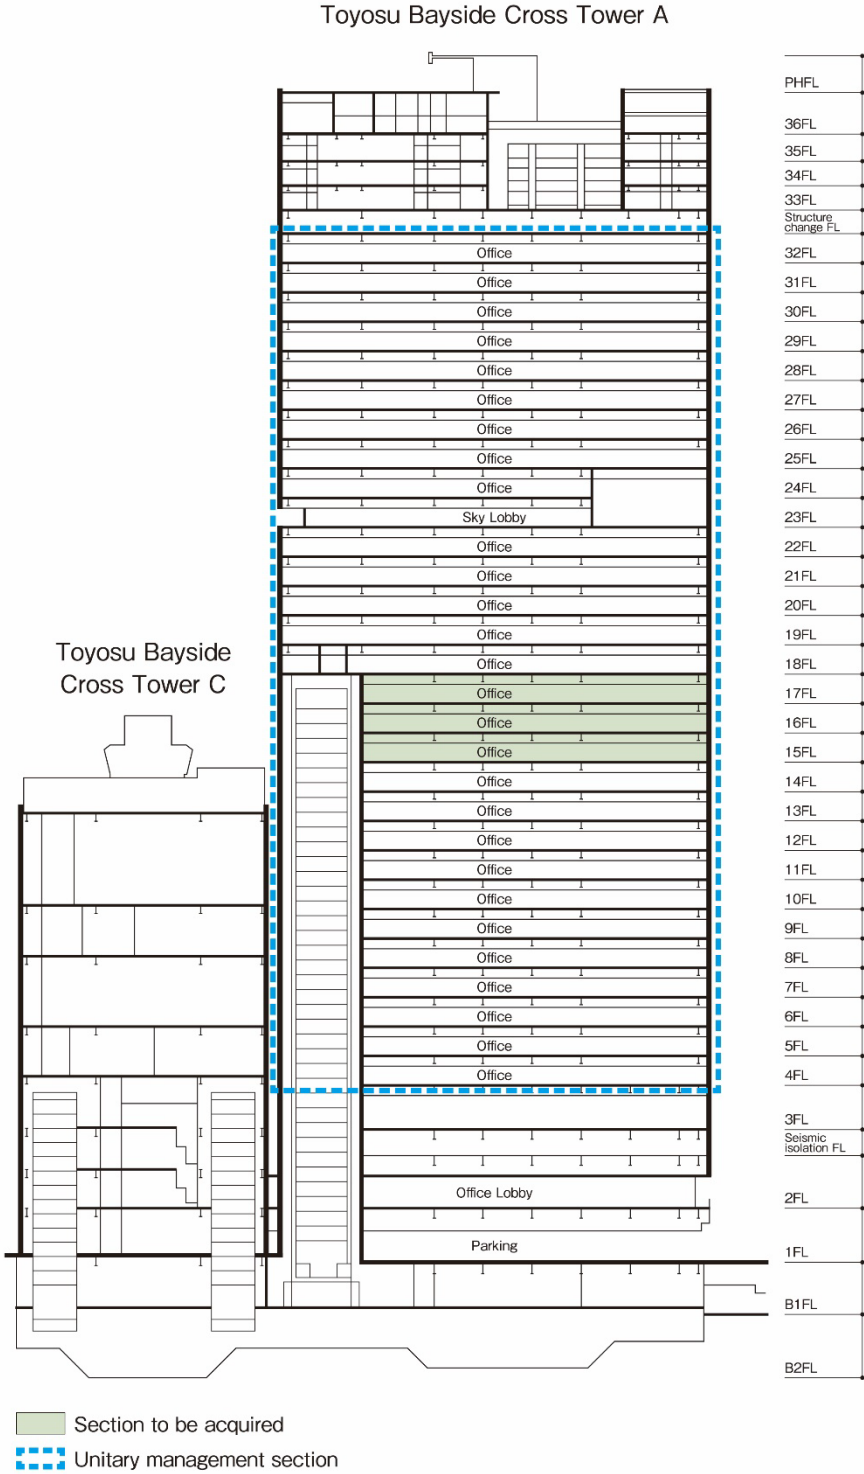 Toyosu Bayside Cross Tower A
PHFL
36FL
35FL
34FL
33FL
Structure
change FL
Office 32FL
Office 31FL
Office 30FL
Office 29FL
Office 28FL
Office 27FL
Office 26FL
Office 25FL
Office 24FL
Sky Lobby 23FL
Office 22FL
Office 21FL
Office 20FL
Office 19FL
Toyosu Bayside
Cross Tower C
Office 18FL
Office 17FL
Office 16FL
Office 15FL
Office 14FL
Office 13FL
Office 12FL
Office 11FL
Office 10FL
Office 9FL
Office 8FL
Office 7FL
Office 6FL
Office 5FL
Office 4FL
3FL
Seismic
isolation FL
Office Lobby 2FL
Parking 1FL
B1FL
B2FL
Section to be acquired
Unitary management section